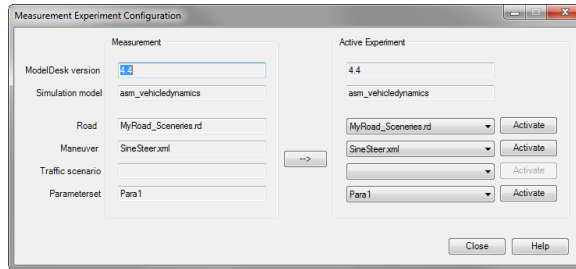 Measurement Experiment Configuration
Measurement Active Experiment
ModelDesk version 4.4 4.4
Simulation model asm_vehicledynamics asm_vehicledynamics
Road MyRoad_Sceneries.rd MyRoad_Sceneries.rd Activate
Maneuver SineSteer.xml SineSteer.xml Activate
-->
Traffic scenario Activate
Parameterset Para1 Para1 Activate
Close Help